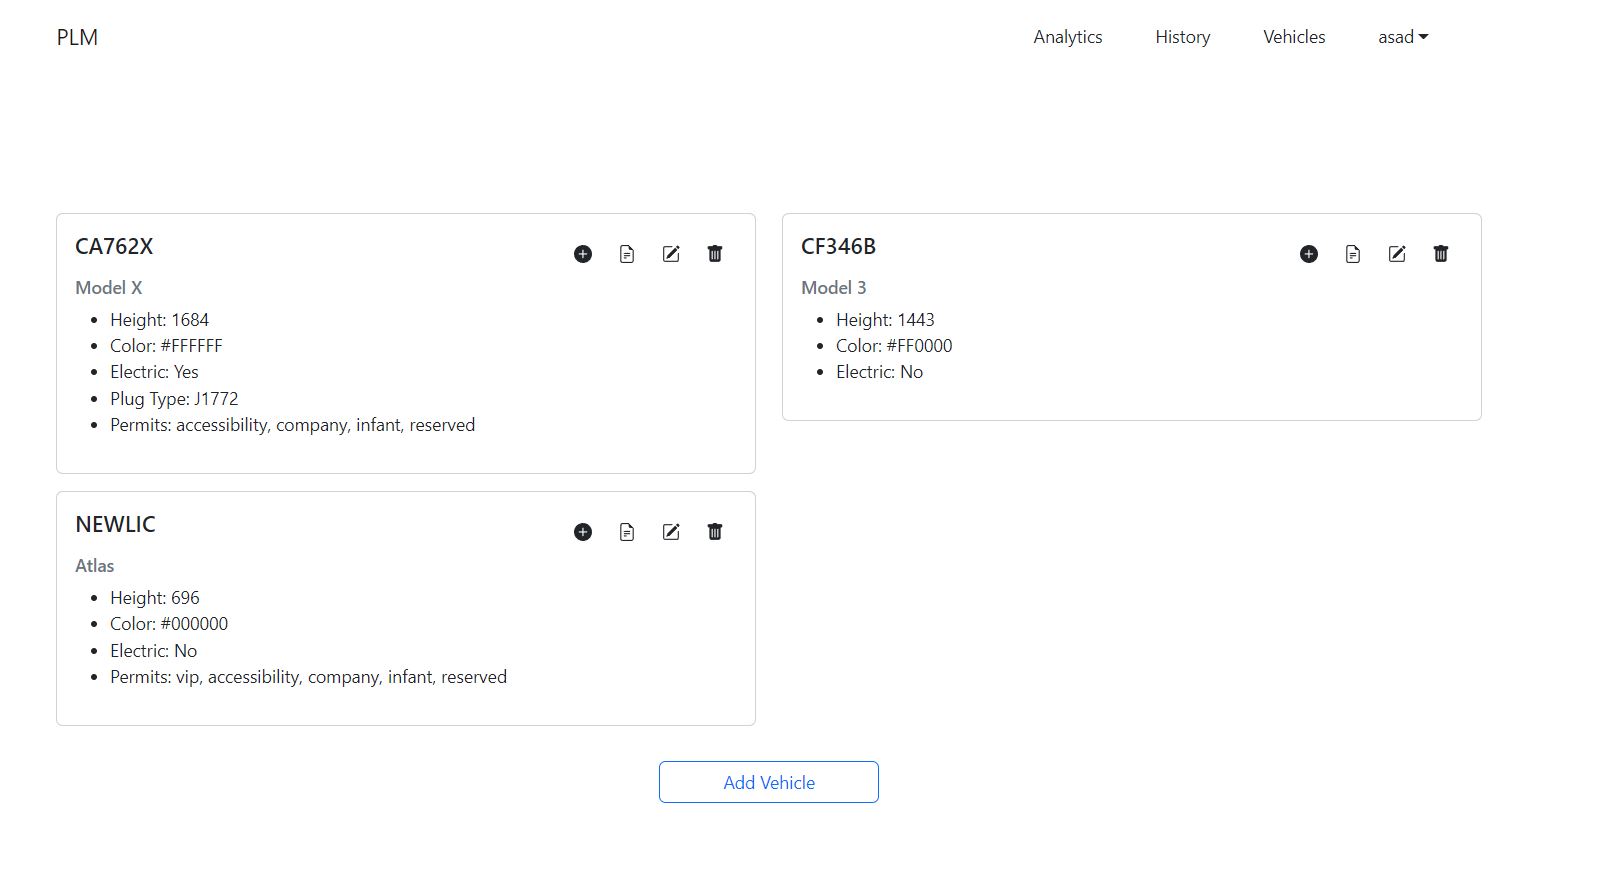 PLM
Analytics
History
Vehicles
asad
CA762X
Model X
Height: 1684
Color: #FFFFFF
Electric: Yes
Plug Type: J1772
Permits: accessibility, company, infant, reserved
CF346B
Model 3
Height: 1443
Color: #FF0000
Electric: No
NEWLIC
Atlas
Height: 696
Color: #000000
Electric: No
Permits: vip, accessibility, company, infant, reserved
Add Vehicle